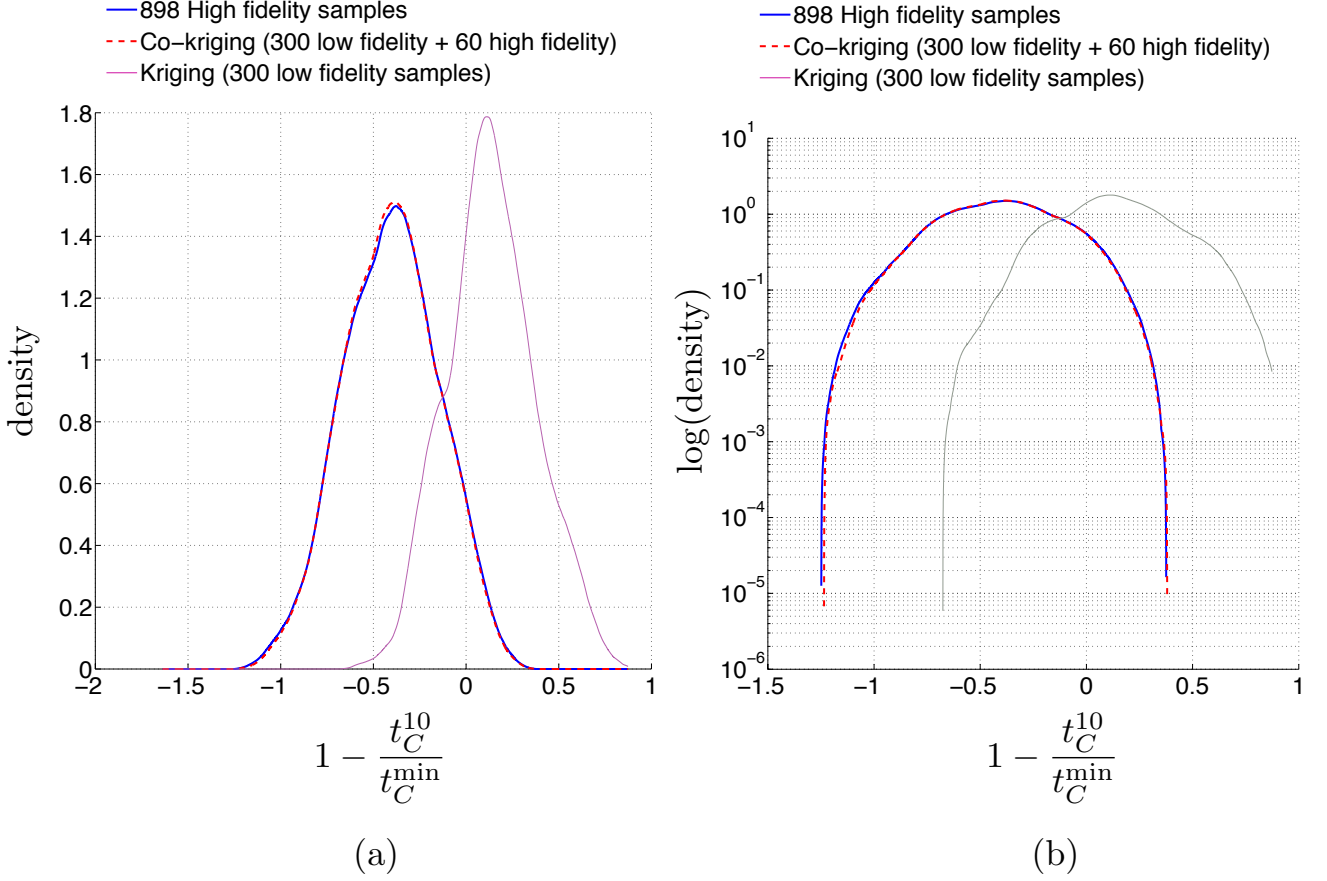 898 High fidelity samples
Co-kriging (300 low fidelity + 60 high fidelity)
Kriging (300 low fidelity samples)
1.8
1.6
1.4
1.2
1
0.8
0.6
0.4
0.2
0
density
−2 −1.5 −1 −0.5 0 0.5 1
1 − t_C^10 / t_C^min
(a)
898 High fidelity samples
Co-kriging (300 low fidelity + 60 high fidelity)
Kriging (300 low fidelity samples)
10^1
10^0
10^−1
10^−2
10^−3
10^−4
10^−5
10^−6
log(density)
−1.5 −1 −0.5 0 0.5 1
1 − t_C^10 / t_C^min
(b)